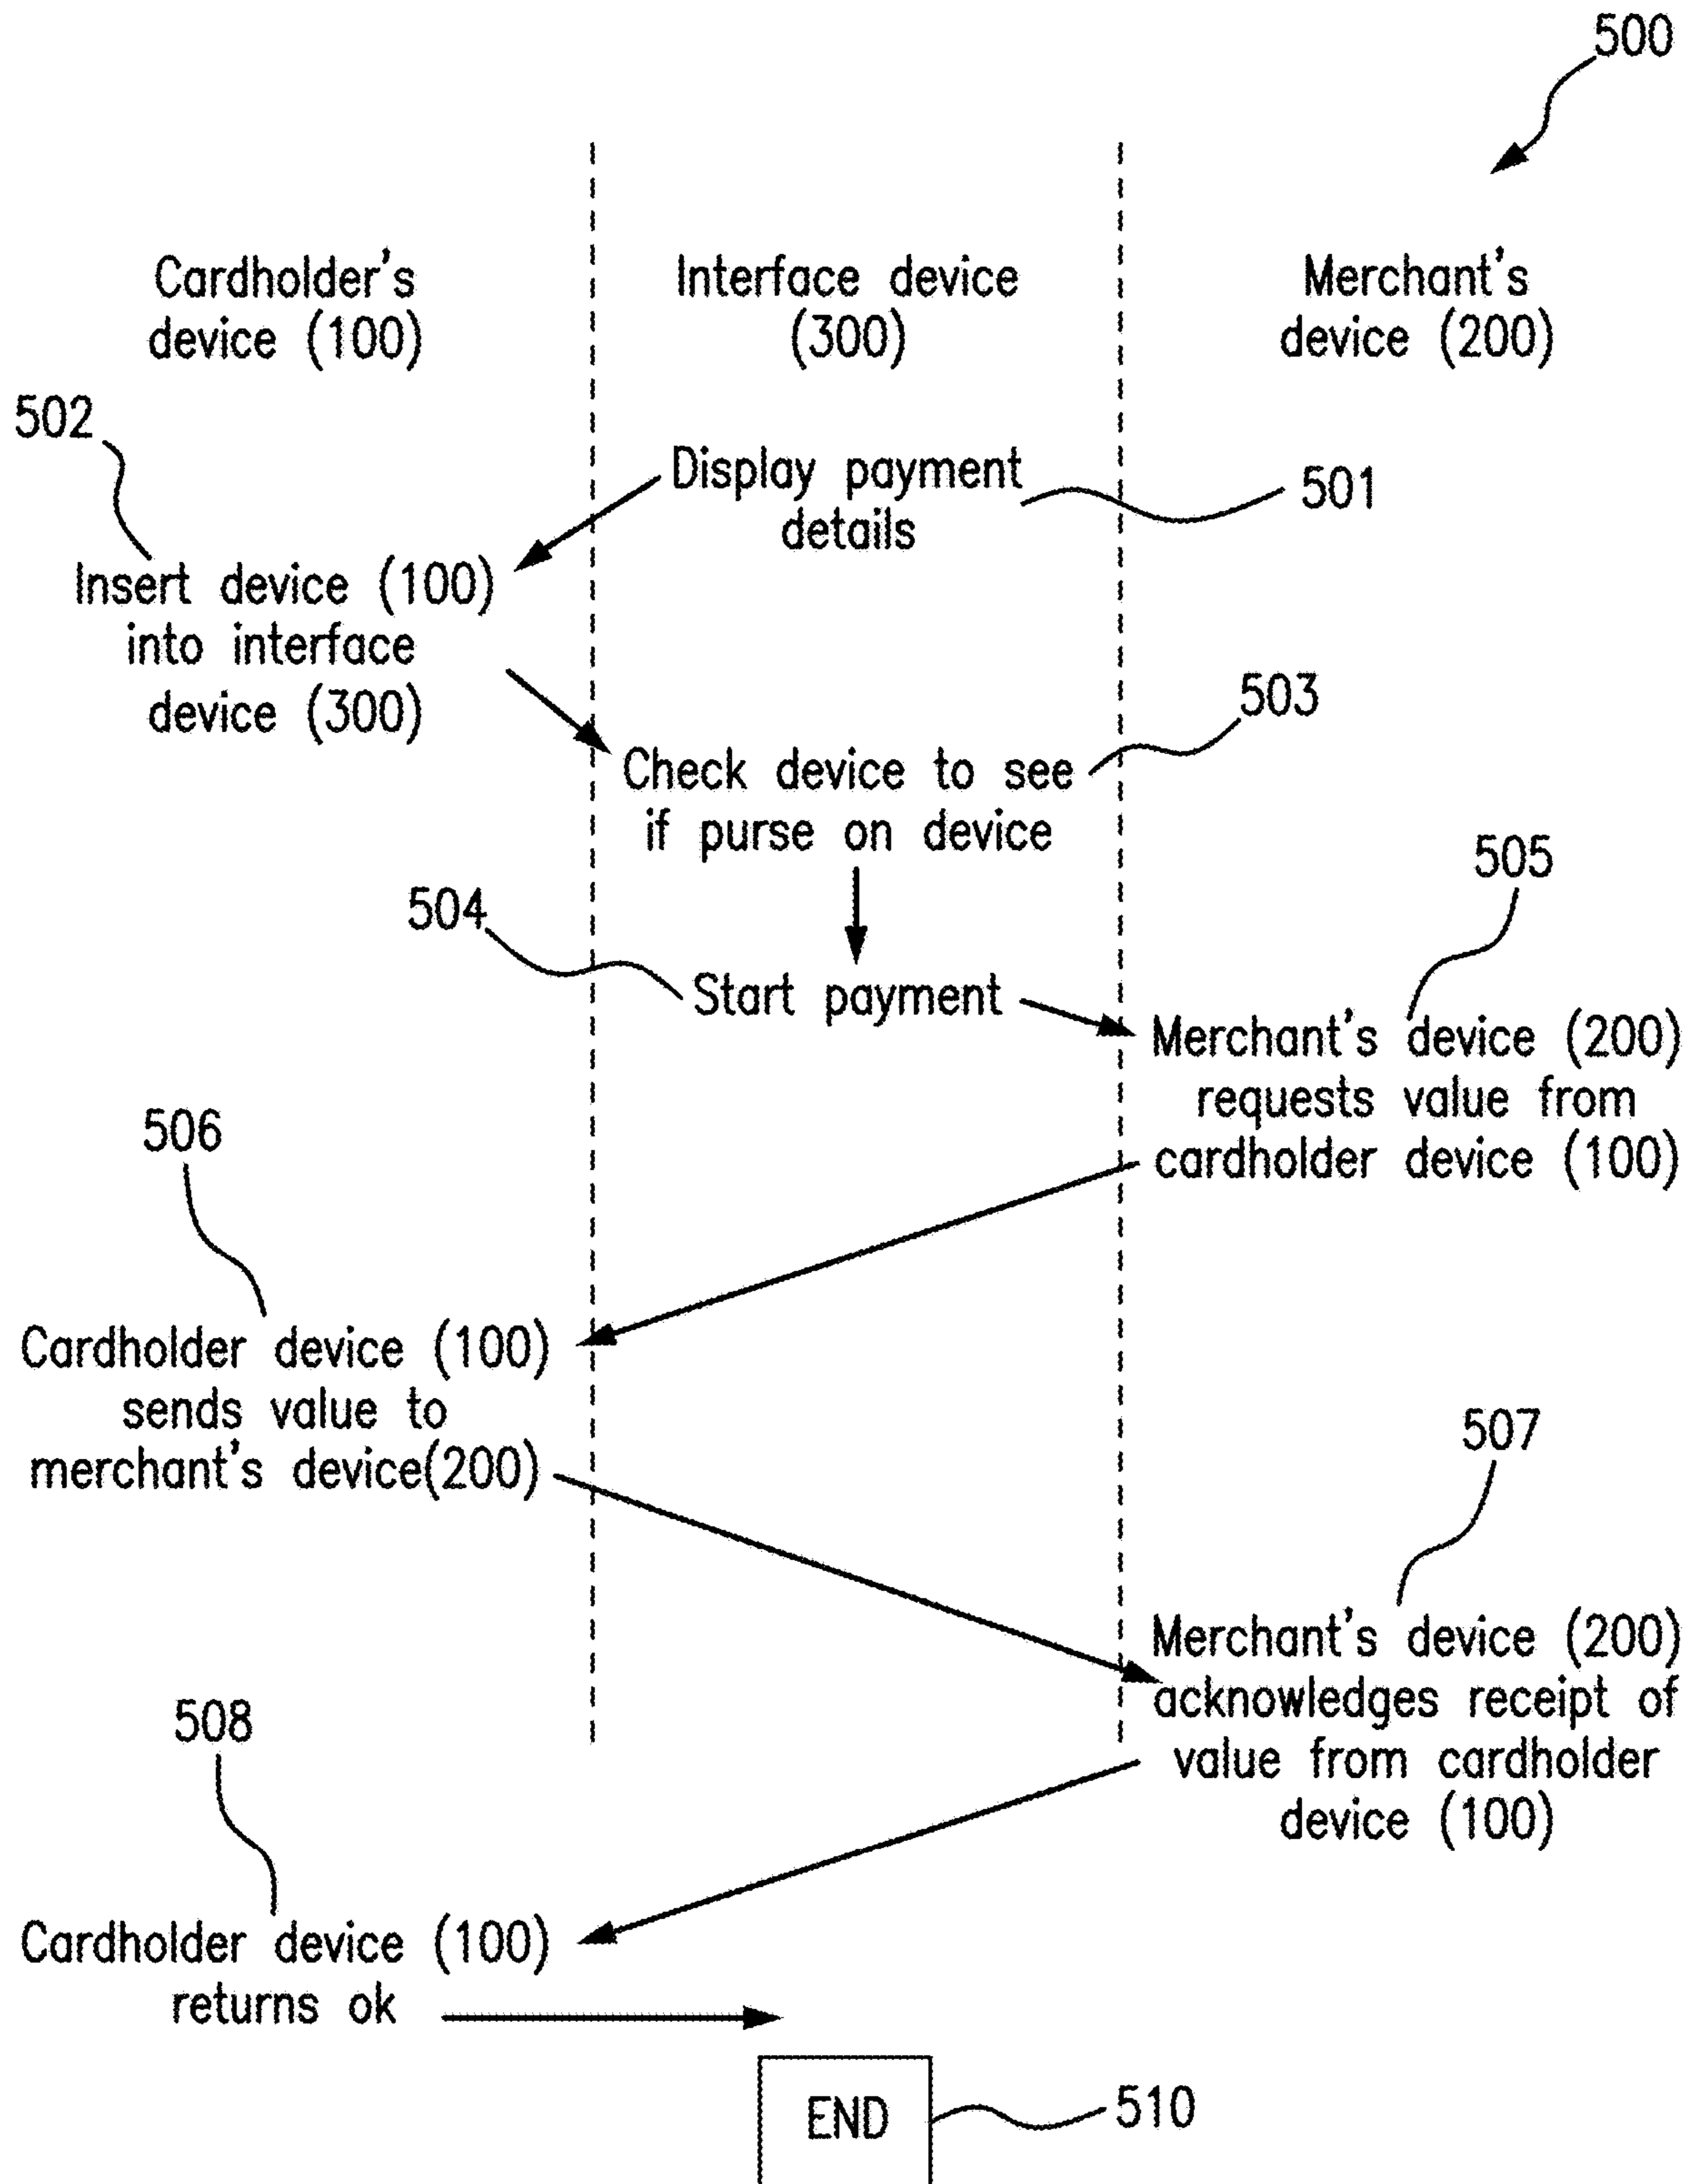 500
Cardholder's
device (100)
Interface device
(300)
Merchant's
device (200)
502
Display payment
details
501
Insert device (100)
into interface
device (300)
503
Check device to see
if purse on device
504
Start payment
505
Merchant's device (200)
requests value from
cardholder device (100)
506
Cardholder device (100)
sends value to
merchant's device(200)
507
Merchant's device (200)
acknowledges receipt of
value from cardholder
device (100)
508
Cardholder device (100)
returns ok
END
510